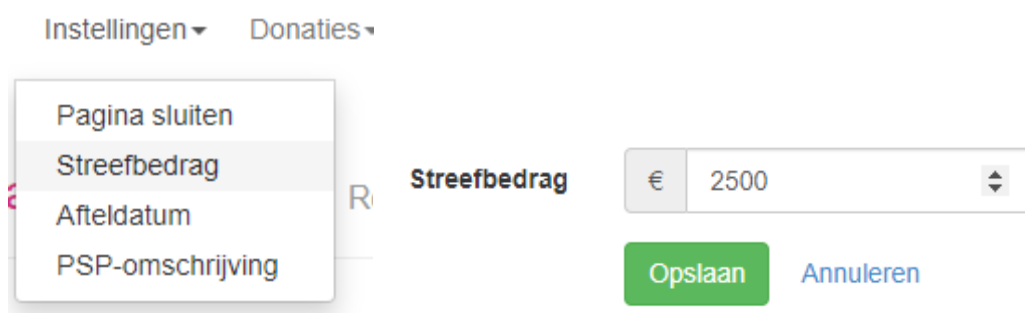 Instellingen Donaties
Pagina sluiten
Streefbedrag
Afteldatum
PSP-omschrijving
Streefbedrag € 2500
Opslaan Annuleren